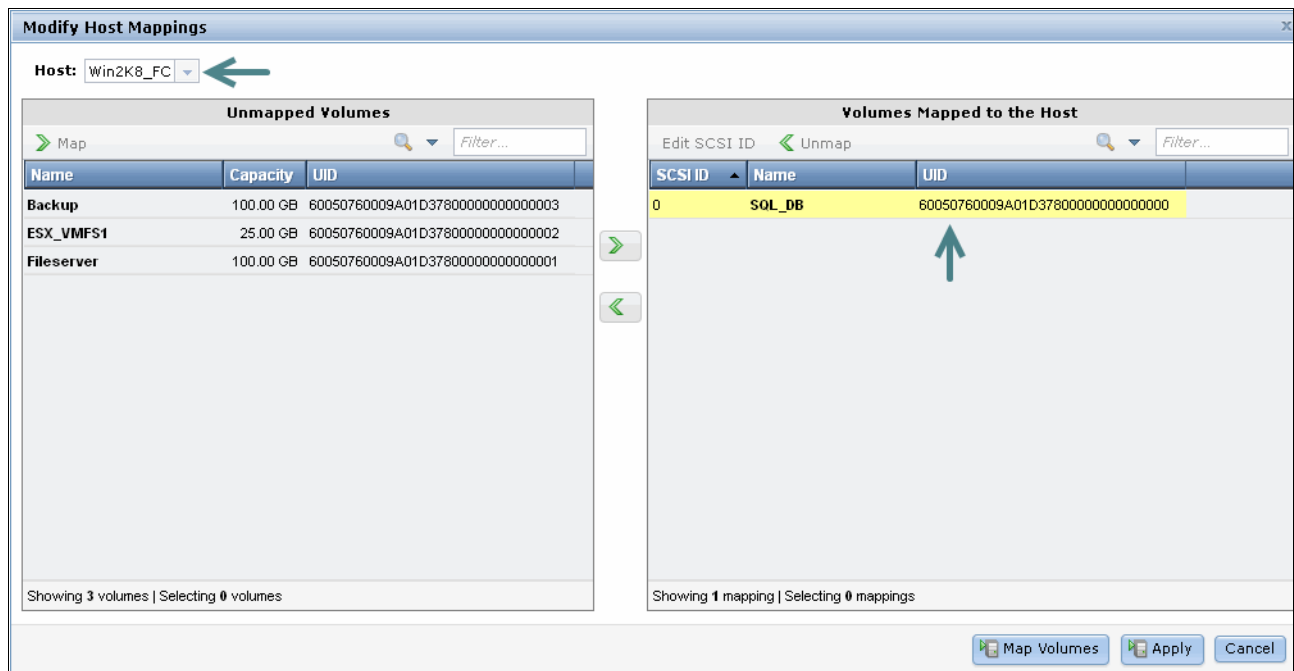 Modify Host Mappings x
Host: Win2K8_FC
Unmapped Volumes
Map Filter...
Name Capacity UID
Backup 100.00 GB 60050760009A01D37800000000000003
ESX_VMFS1 25.00 GB 60050760009A01D37800000000000002
Fileserver 100.00 GB 60050760009A01D37800000000000001
Showing 3 volumes | Selecting 0 volumes
Volumes Mapped to the Host
Edit SCSI ID Unmap Filter...
SCSI ID Name UID
0 SQL_DB 60050760009A01D37800000000000000
Showing 1 mapping | Selecting 0 mappings
Map Volumes Apply Cancel